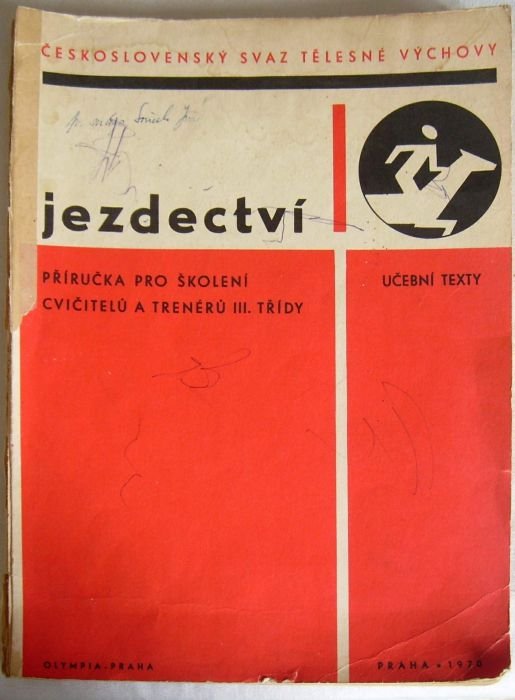 ČESKOSLOVENSKÝ SVAZ TĚLESNÉ VÝCHOVY
jezdectví
PŘÍRUČKA PRO ŠKOLENÍ
CVIČITELŮ A TRENÉRŮ III. TŘÍDY
UČEBNÍ TEXTY
OLYMPIA-PRAHA
PRAHA • 1970